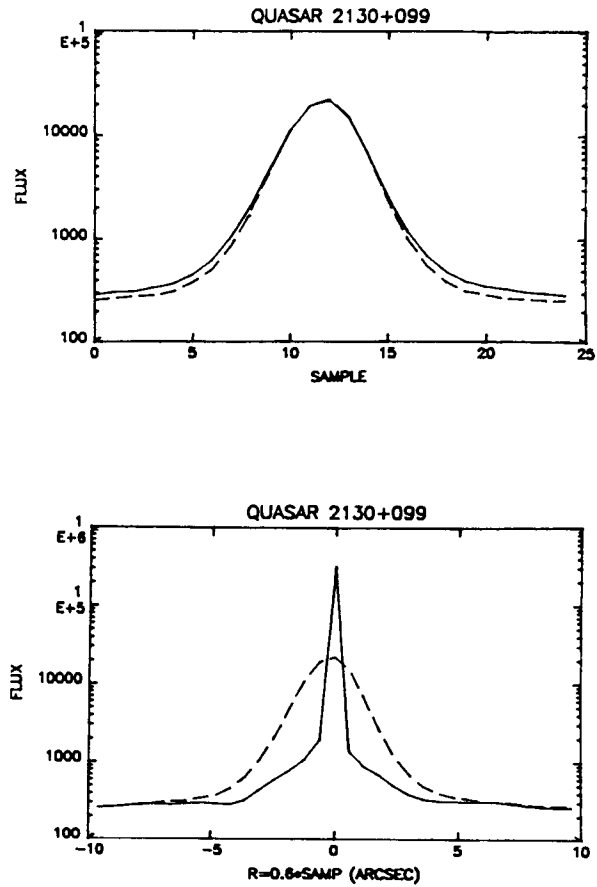 QUASAR 2130+099
1
E+5
10000
1000
100
FLUX
0 5 10 15 20 25
SAMPLE
QUASAR 2130+099
1
E+6
1
E+5
10000
1000
100
FLUX
-10 -5 0 5 10
R=0.6*SAMP (ARCSEC)